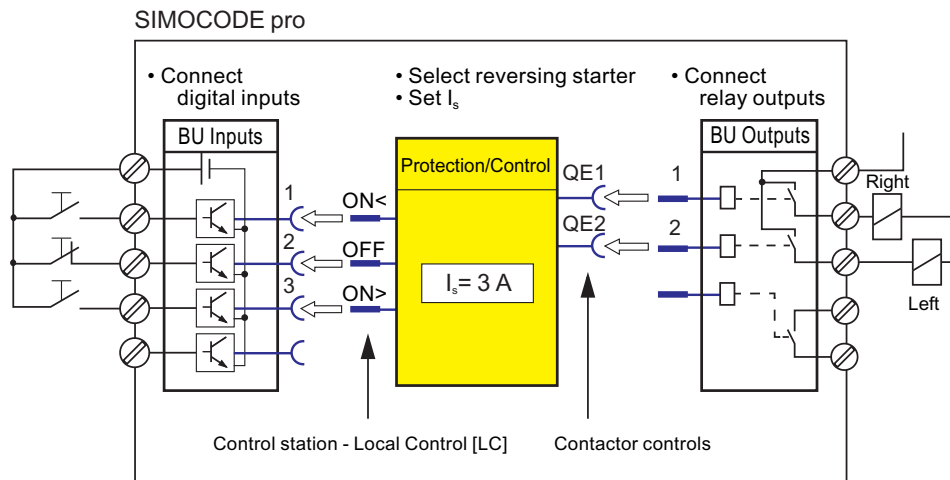 SIMOCODE pro
• Connect
digital inputs
• Select reversing starter
• Set Is
• Connect
relay outputs
BU Inputs
Protection/Control
BU Outputs
1
ON<
2
OFF
3
ON>
Is= 3 A
QE1
1
QE2
2
Right
Left
Control station - Local Control [LC]
Contactor controls